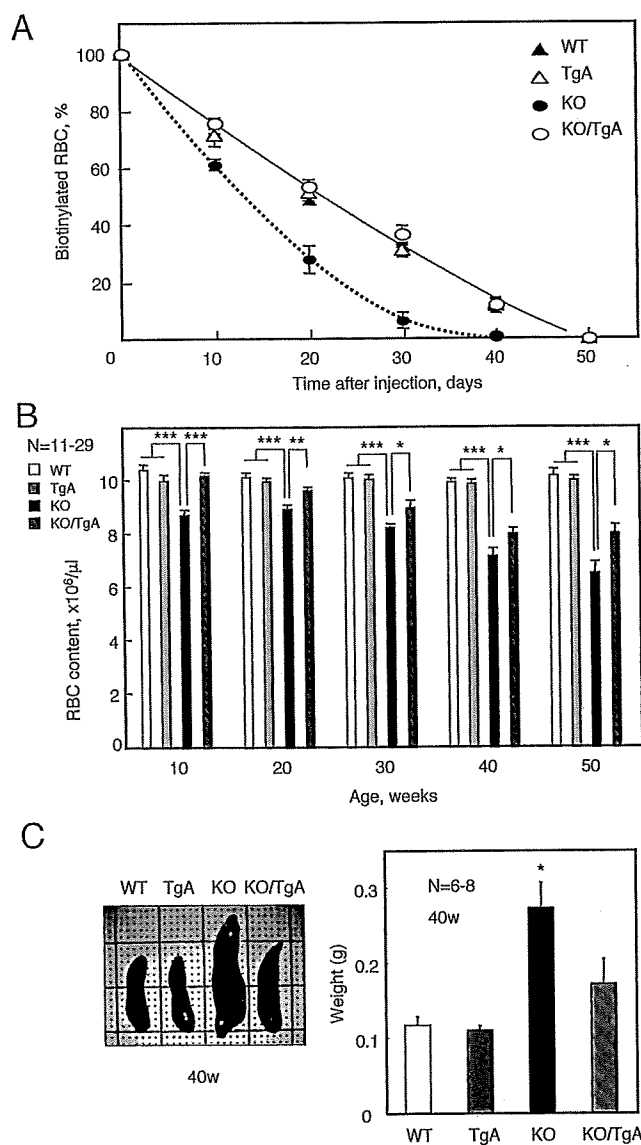 A
100
80
60
40
20
0
10
20
30
40
50
Biotinylated RBC, %
Time after injection, days
WT
TgA
KO
KO/TgA
B
N=11-29
WT
TgA
KO
KO/TgA
*** ***
*** **
*** *
*** *
*** *
10
8
6
4
2
0
RBC content, x10⁶/µl
10
20
30
40
50
Age, weeks
C
WT TgA KO KO/TgA
40w
0.3
0.2
0.1
0
Weight (g)
N=6-8
40w
*
WT TgA KO KO/TgA